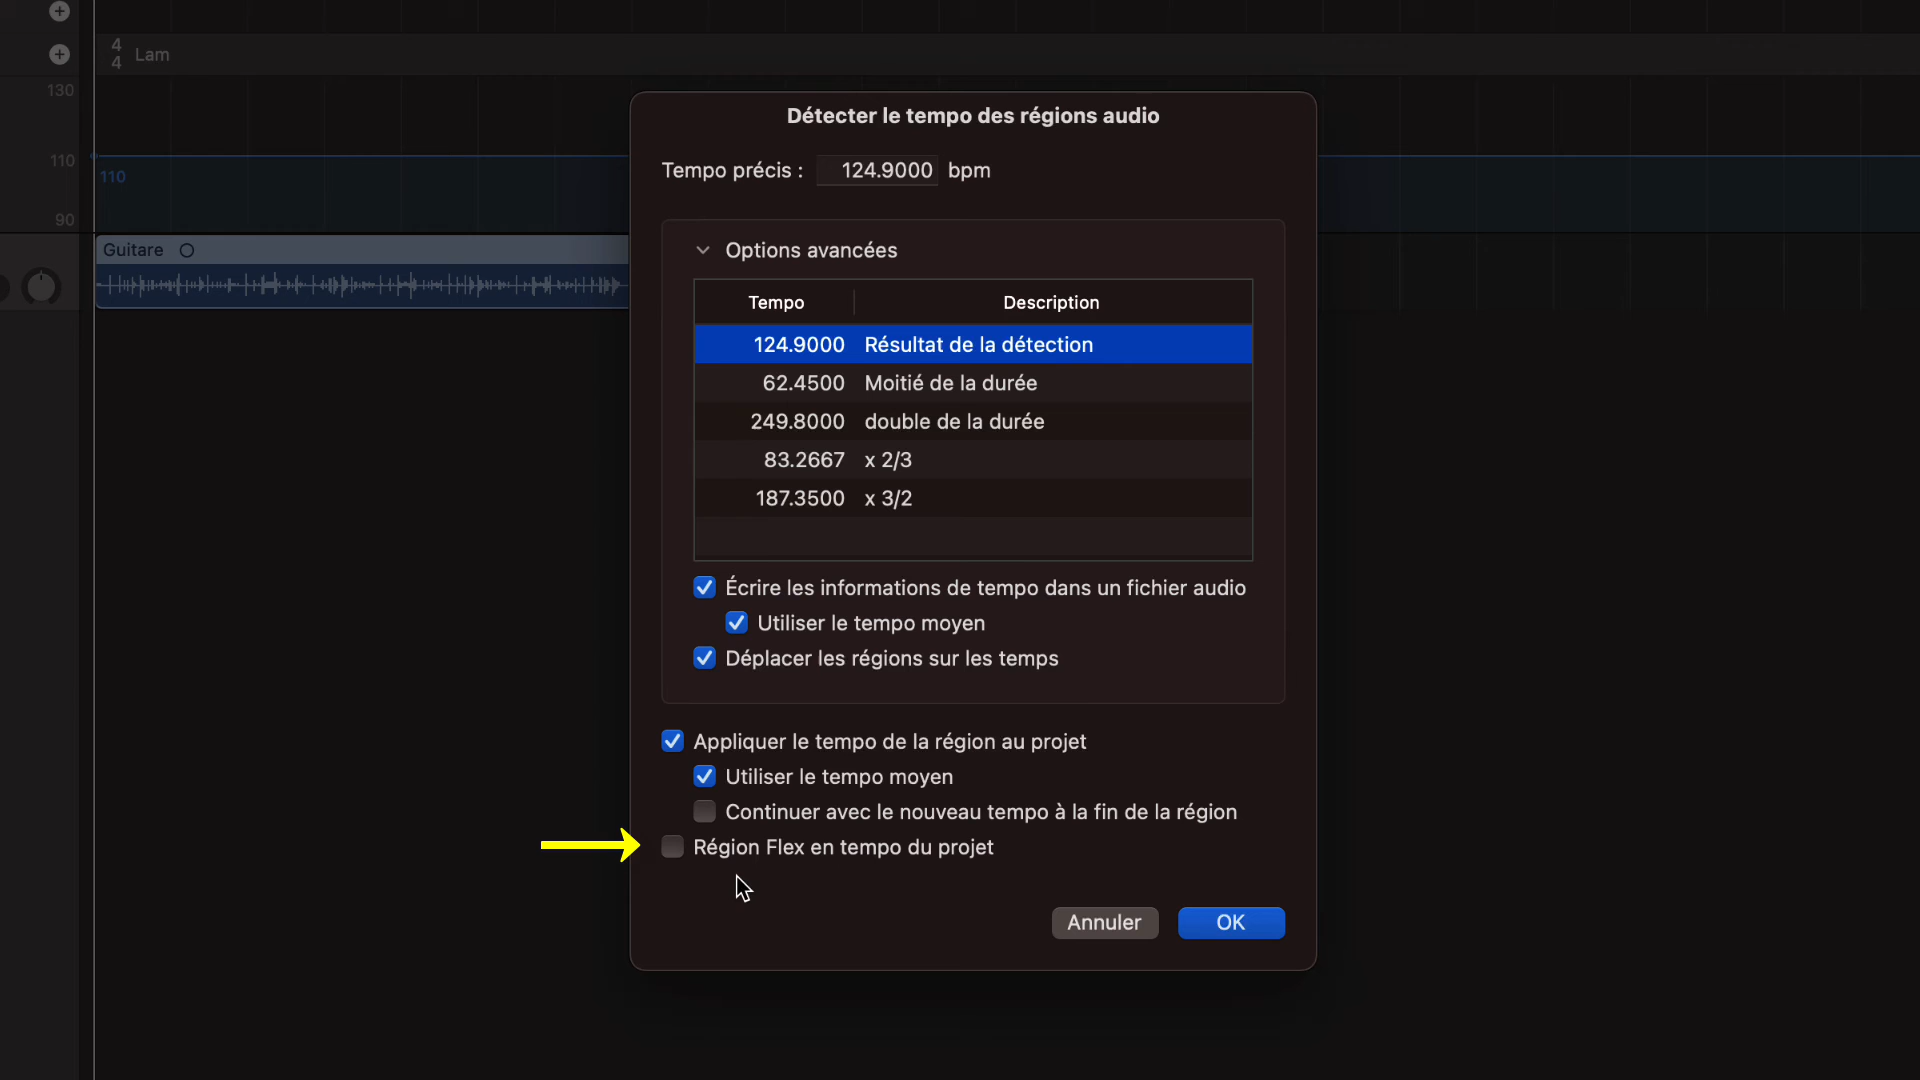 4
4
Lam
130
110
110
90
Guitare
Détecter le tempo des régions audio
Tempo précis : 124.9000 bpm
Options avancées
Tempo Description
124.9000 Résultat de la détection
62.4500 Moitié de la durée
249.8000 double de la durée
83.2667 x 2/3
187.3500 x 3/2
Écrire les informations de tempo dans un fichier audio
Utiliser le tempo moyen
Déplacer les régions sur les temps
Appliquer le tempo de la région au projet
Utiliser le tempo moyen
Continuer avec le nouveau tempo à la fin de la région
Région Flex en tempo du projet
Annuler OK